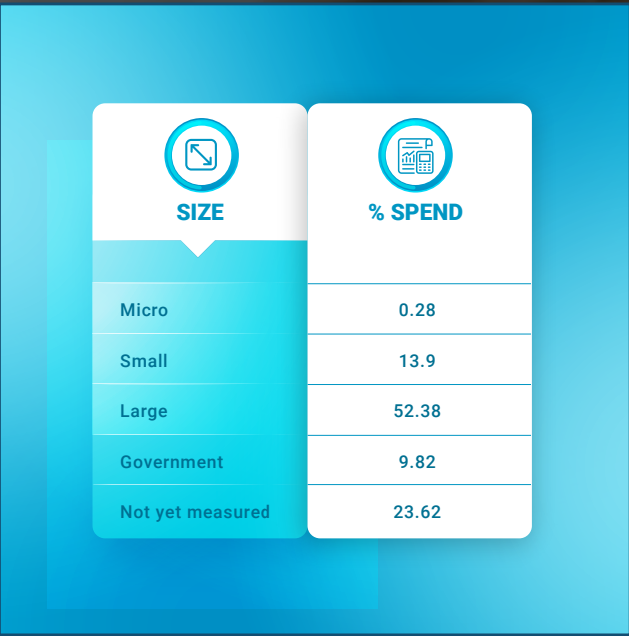 SIZE % SPEND
Micro 0.28
Small 13.9
Large 52.38
Government 9.82
Not yet measured 23.62